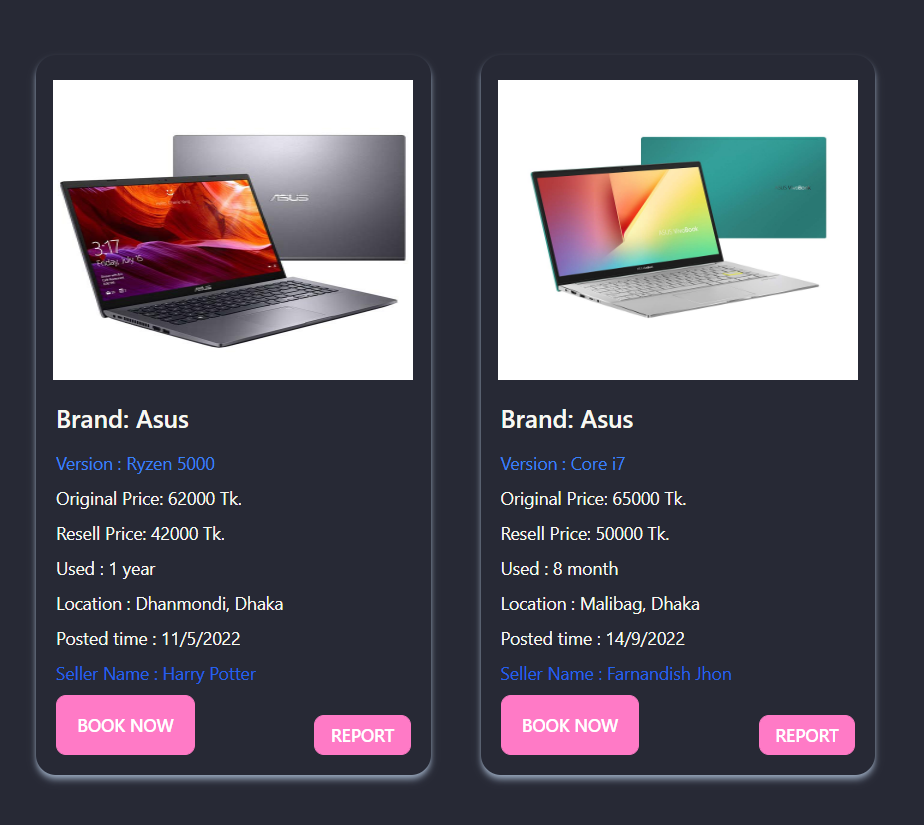 ASUS
3:17
Friday, July 15
ASUS
Brand: Asus
Version : Ryzen 5000
Original Price: 62000 Tk.
Resell Price: 42000 Tk.
Used : 1 year
Location : Dhanmondi, Dhaka
Posted time : 11/5/2022
Seller Name : Harry Potter
BOOK NOW
REPORT
Brand: Asus
Version : Core i7
Original Price: 65000 Tk.
Resell Price: 50000 Tk.
Used : 8 month
Location : Malibag, Dhaka
Posted time : 14/9/2022
Seller Name : Farnandish Jhon
BOOK NOW
REPORT